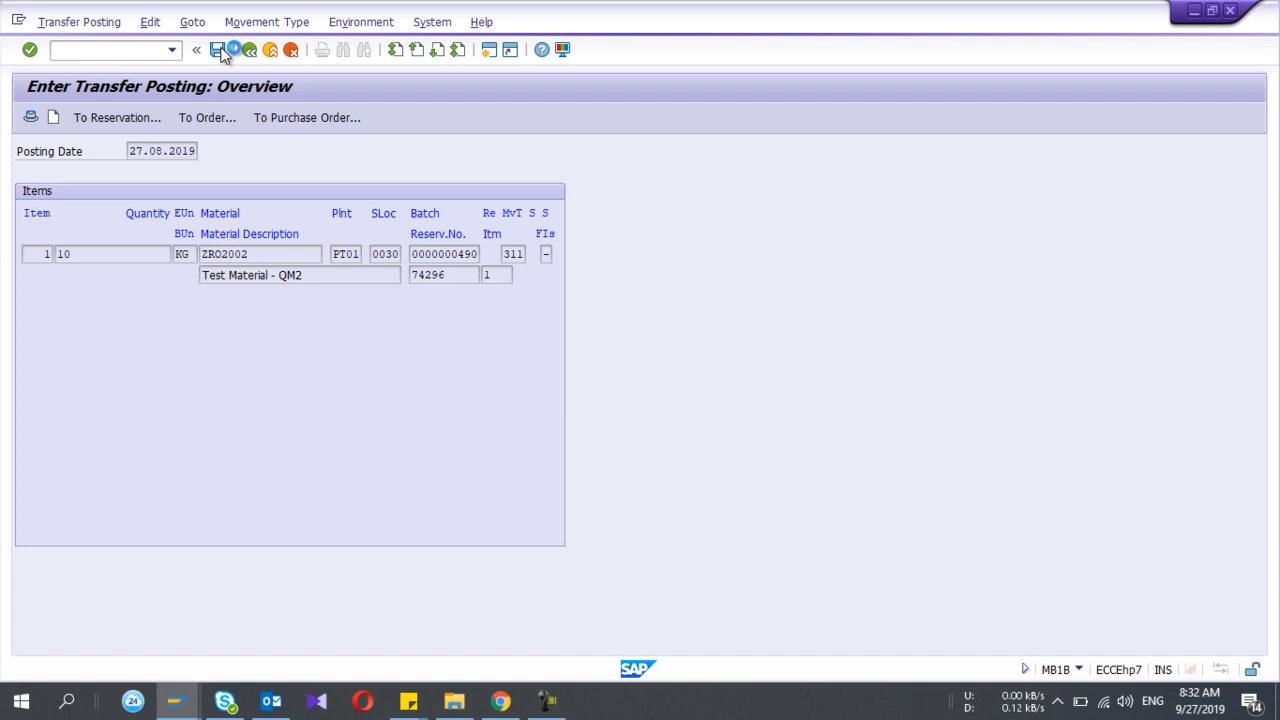 Transfer Posting Edit Goto Movement Type Environment System Help
Enter Transfer Posting: Overview
To Reservation... To Order... To Purchase Order...
Posting Date 27.08.2019
Items
Item Quantity EUn Material Plnt SLoc Batch Re MvT S S
BUn Material Description Reserv.No. Itm FIs
1 10 KG ZRO2002 PT01 0030 0000000490 311 -
Test Material - QM2 74296 1
SAP
MB1B ECCEhp7 INS
24
U: 0.00 kB/s
D: 0.12 kB/s
ENG
8:32 AM
9/27/2019
14